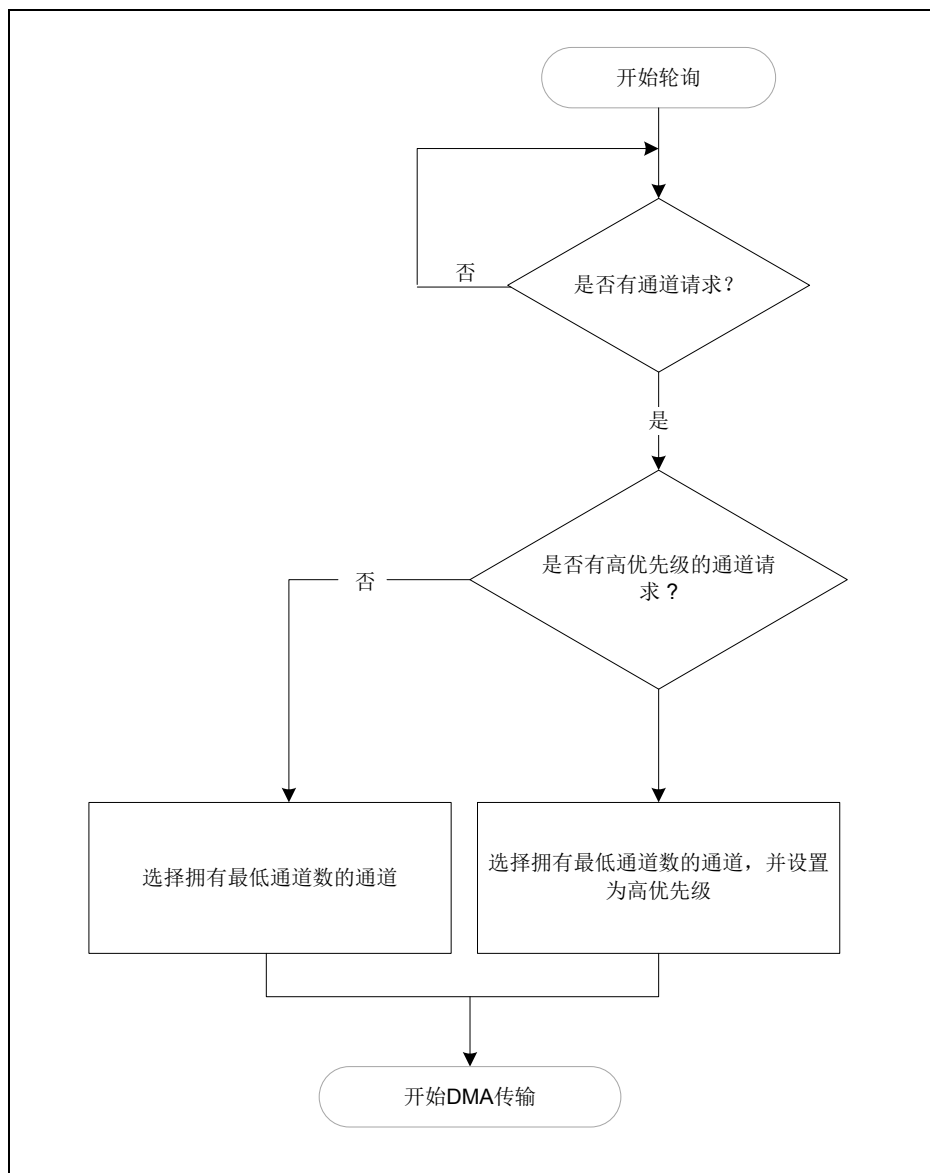 开始轮询
否
是否有通道请求?
是
是否有高优先级的通道请
求 ?
否
选择拥有最低通道数的通道
选择拥有最低通道数的通道，并设置
为高优先级
开始DMA传输